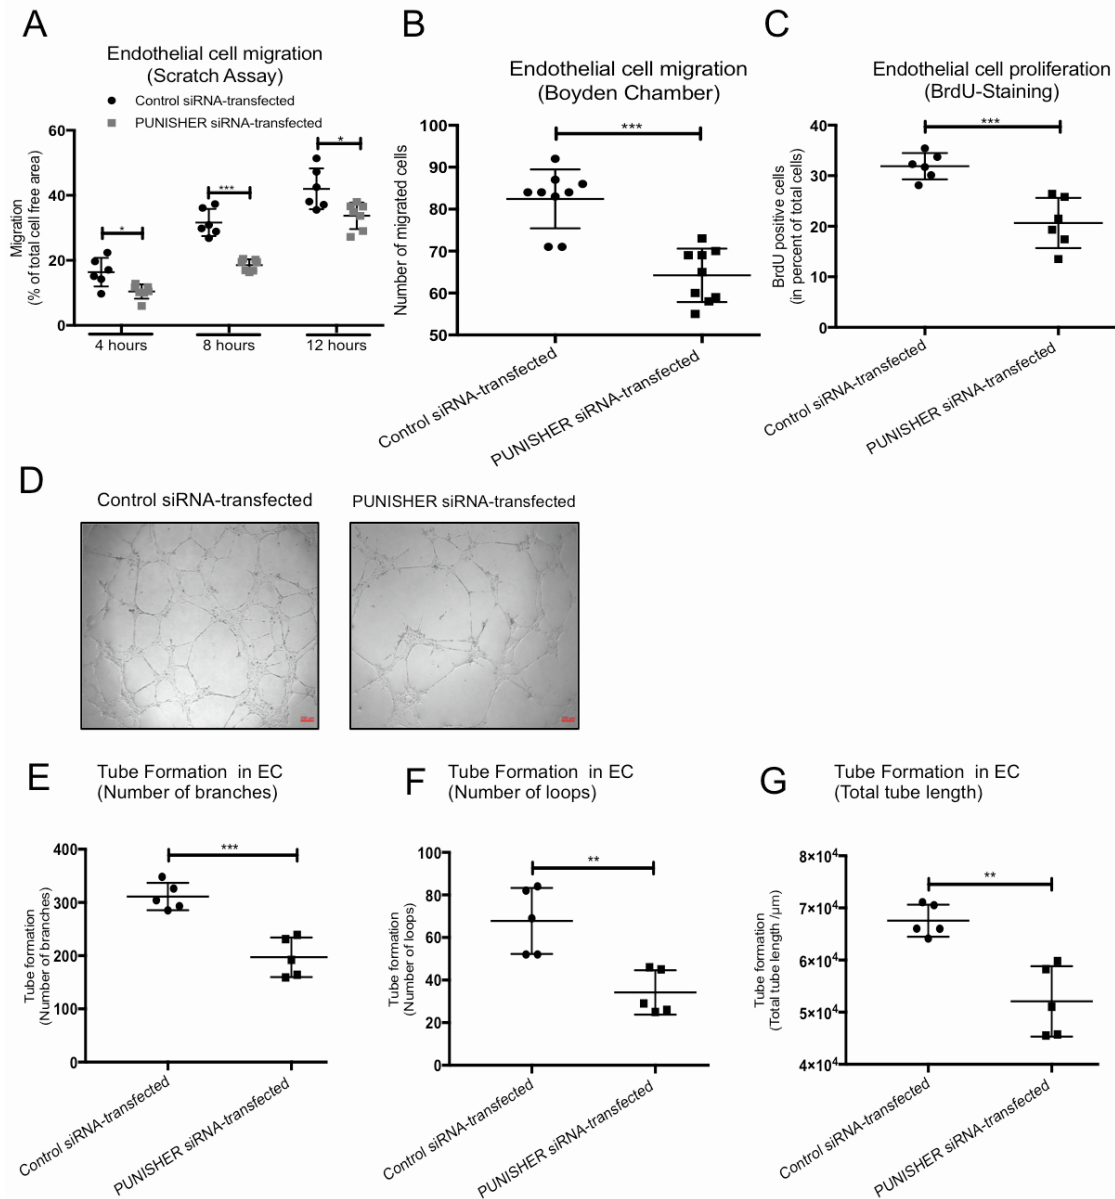 A
Endothelial cell migration
(Scratch Assay)
Control siRNA-transfected
PUNISHER siRNA-transfected
Migration
(% of total cell free area)
60
40
20
0
*
***
*
4 hours
8 hours
12 hours
B
Endothelial cell migration
(Boyden Chamber)
Number of migrated cells
100
90
80
70
60
50
***
Control siRNA-transfected
PUNISHER siRNA-transfected
C
Endothelial cell proliferation
(BrdU-Staining)
BrdU positive cells
(in percent of total cells)
40
30
20
10
0
***
Control siRNA-transfected
PUNISHER siRNA-transfected
D
Control siRNA-transfected
PUNISHER siRNA-transfected
E
Tube Formation in EC
(Number of branches)
Tube formation
(Number of branches)
400
300
200
100
0
***
Control siRNA-transfected
PUNISHER siRNA-transfected
F
Tube Formation in EC
(Number of loops)
Tube formation
(Number of loops)
100
80
60
40
20
0
**
Control siRNA-transfected
PUNISHER siRNA-transfected
G
Tube Formation in EC
(Total tube length)
Tube formation
(Total tube length /µm)
8×10⁴
7×10⁴
6×10⁴
5×10⁴
4×10⁴
**
Control siRNA-transfected
PUNISHER siRNA-transfected